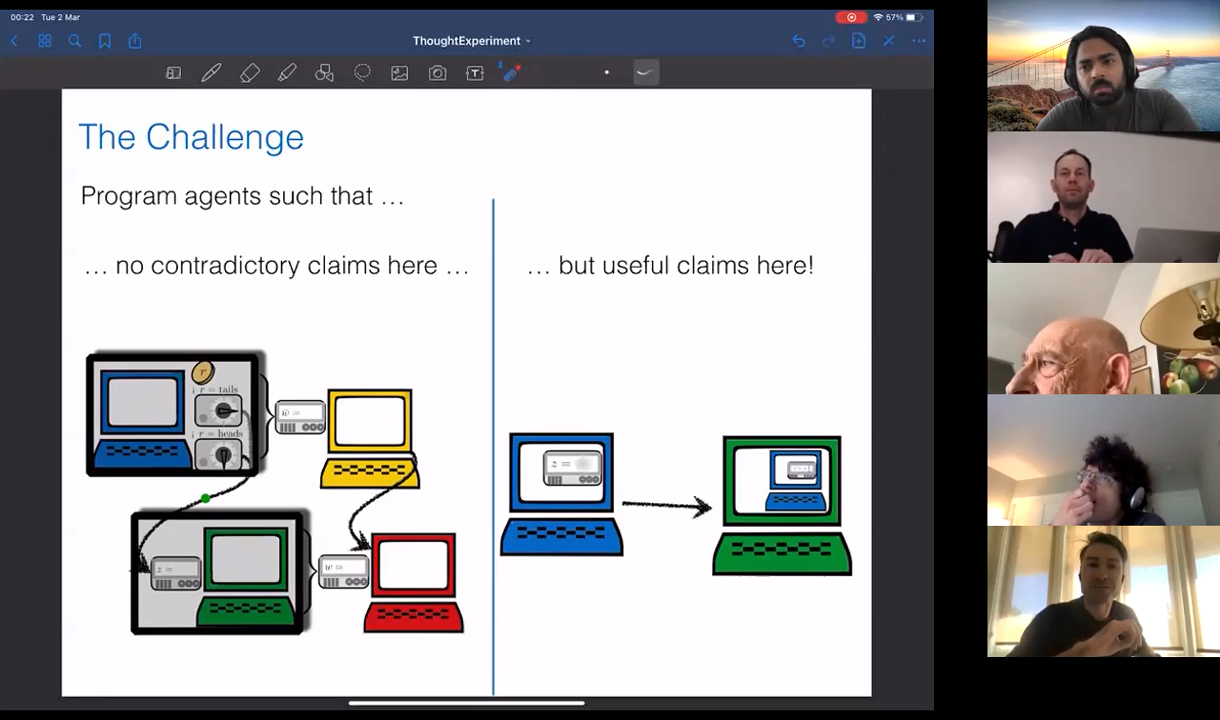 00:22 Tue 2 Mar
57%
ThoughtExperiment
The Challenge
Program agents such that …
… no contradictory claims here …
… but useful claims here!
r
r = tails
r = heads
z =
w =